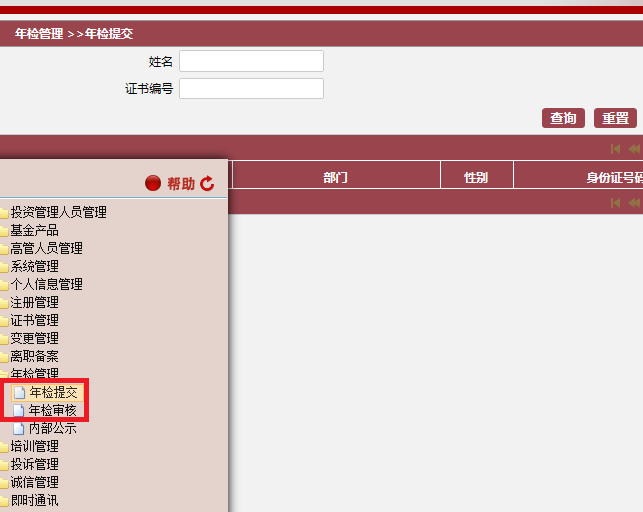 年检管理 >>年检提交
姓名
证书编号
查询 重置
部门 性别 身份证号码
帮助
投资管理人员管理
基金产品
高管人员管理
系统管理
个人信息管理
注册管理
证书管理
变更管理
离职备案
年检管理
年检提交
年检审核
内部公示
培训管理
投诉管理
诚信管理
即时通讯